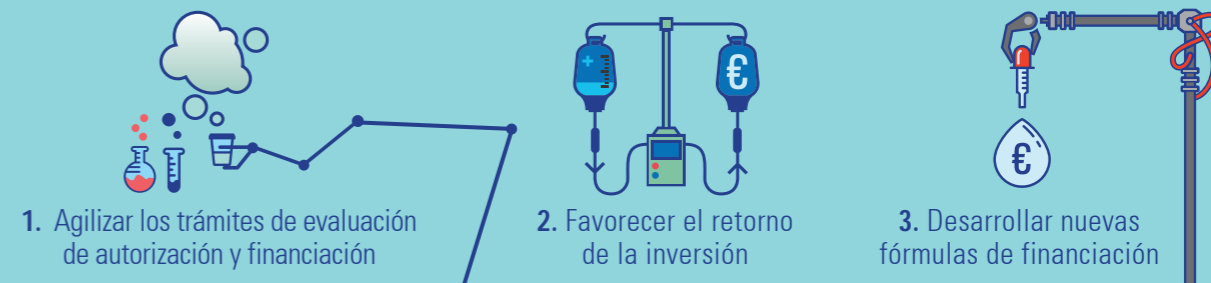 €
€
1. Agilizar los trámites de evaluación
de autorización y financiación
2. Favorecer el retorno
de la inversión
3. Desarrollar nuevas
fórmulas de financiación